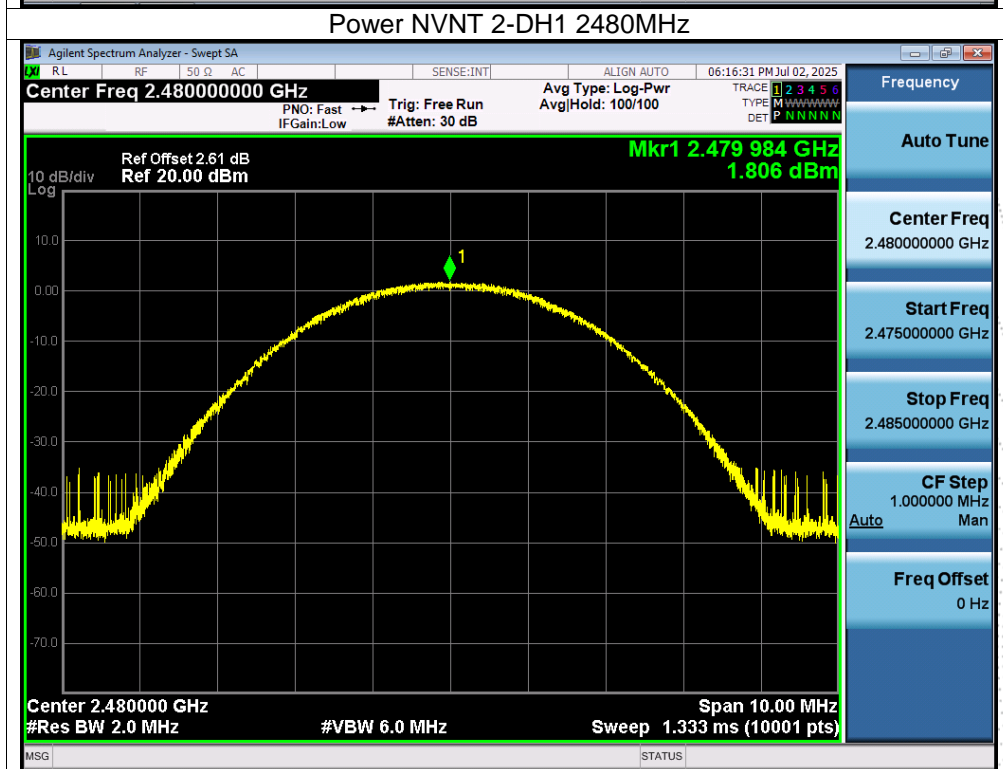 Power NVNT 2-DH1 2480MHz
Agilent Spectrum Analyzer - Swept SA
LXI RL RF 50 Ω AC SENSE:INT ALIGN AUTO 06:16:31 PM Jul 02, 2025
Center Freq 2.480000000 GHz
PNO: Fast
IFGain:Low
Trig: Free Run
#Atten: 30 dB
Avg Type: Log-Pwr
Avg|Hold: 100/100
TRACE 1 2 3 4 5 6
TYPE M WWWWW
DET P N N N N N
Mkr1 2.479 984 GHz
1.806 dBm
Ref Offset 2.61 dB
10 dB/div Ref 20.00 dBm
Log
10.0
0.00
-10.0
-20.0
-30.0
-40.0
-50.0
-60.0
-70.0
1
Center 2.480000 GHz Span 10.00 MHz
#Res BW 2.0 MHz #VBW 6.0 MHz Sweep 1.333 ms (10001 pts)
MSG STATUS
Frequency
Auto Tune
Center Freq
2.480000000 GHz
Start Freq
2.475000000 GHz
Stop Freq
2.485000000 GHz
CF Step
1.000000 MHz
Auto Man
Freq Offset
0 Hz